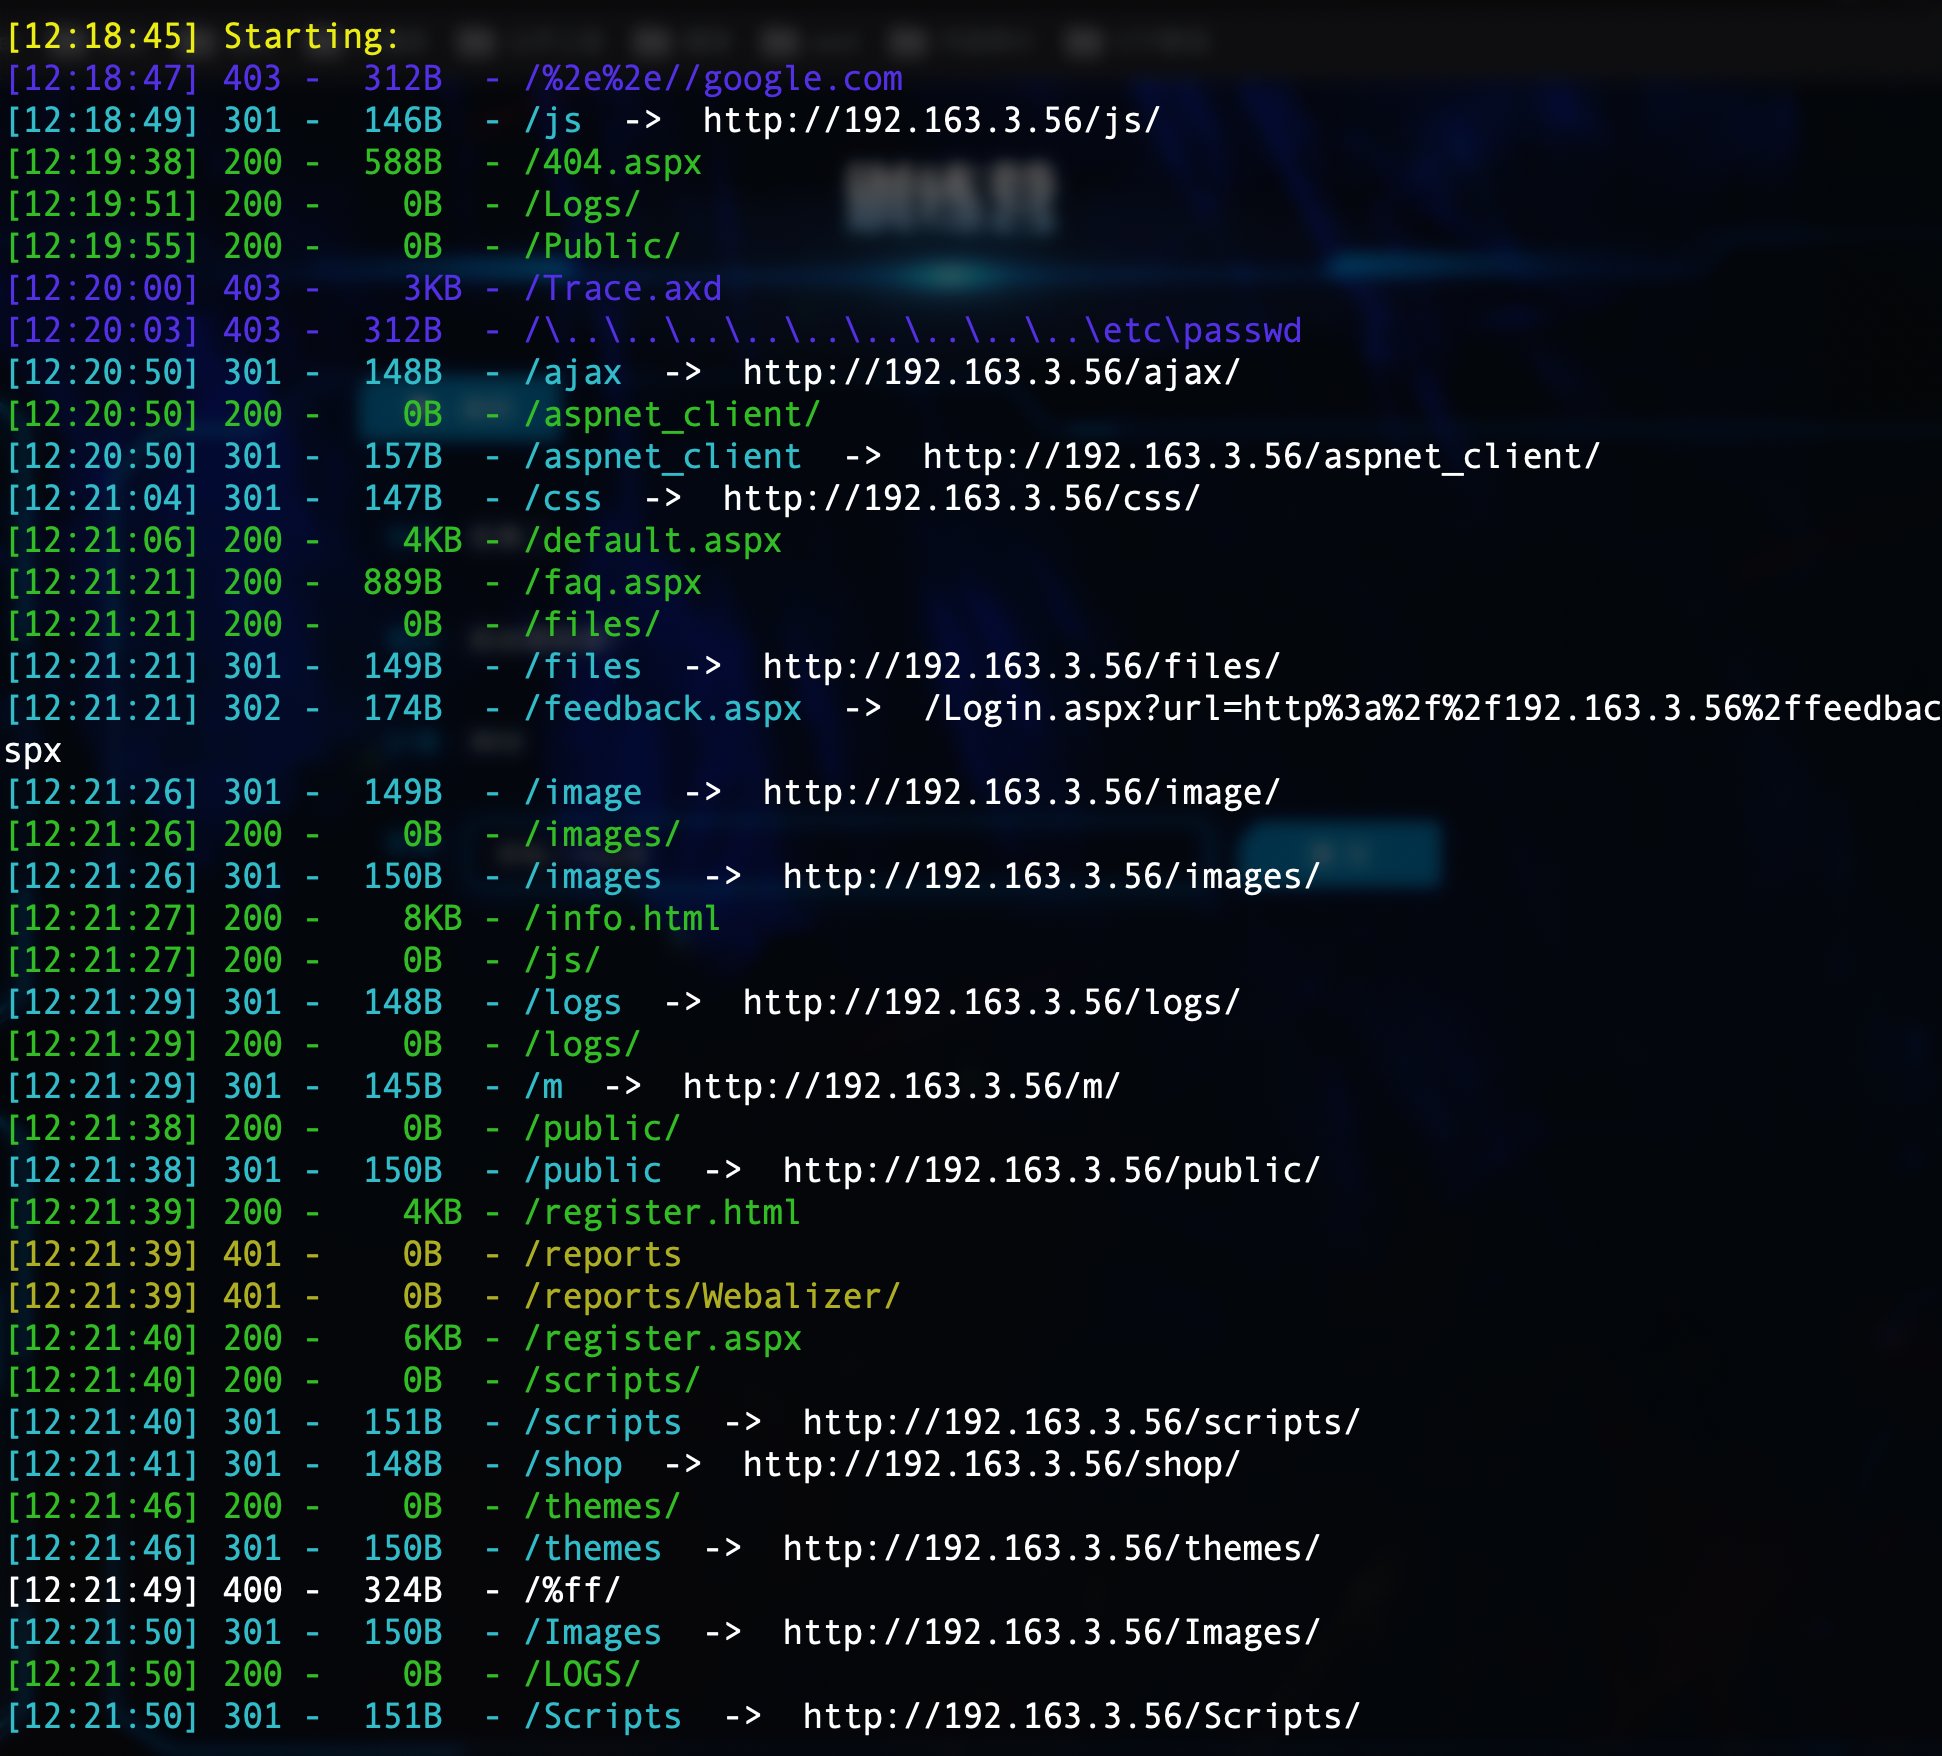 [12:18:45] Starting:
[12:18:47] 403 -  312B  - /%2e%2e//google.com
[12:18:49] 301 -  146B  - /js  ->  http://192.163.3.56/js/
[12:19:38] 200 -  588B  - /404.aspx
[12:19:51] 200 -    0B  - /Logs/
[12:19:55] 200 -    0B  - /Public/
[12:20:00] 403 -    3KB - /Trace.axd
[12:20:03] 403 -  312B  - /\..\..\..\..\..\..\..\..\..\etc\passwd
[12:20:50] 301 -  148B  - /ajax  ->  http://192.163.3.56/ajax/
[12:20:50] 200 -    0B  - /aspnet_client/
[12:20:50] 301 -  157B  - /aspnet_client  ->  http://192.163.3.56/aspnet_client/
[12:21:04] 301 -  147B  - /css  ->  http://192.163.3.56/css/
[12:21:06] 200 -    4KB - /default.aspx
[12:21:21] 200 -  889B  - /faq.aspx
[12:21:21] 200 -    0B  - /files/
[12:21:21] 301 -  149B  - /files  ->  http://192.163.3.56/files/
[12:21:21] 302 -  174B  - /feedback.aspx  ->  /Login.aspx?url=http%3a%2f%2f192.163.3.56%2ffeedbac
spx
[12:21:26] 301 -  149B  - /image  ->  http://192.163.3.56/image/
[12:21:26] 200 -    0B  - /images/
[12:21:26] 301 -  150B  - /images  ->  http://192.163.3.56/images/
[12:21:27] 200 -    8KB - /info.html
[12:21:27] 200 -    0B  - /js/
[12:21:29] 301 -  148B  - /logs  ->  http://192.163.3.56/logs/
[12:21:29] 200 -    0B  - /logs/
[12:21:29] 301 -  145B  - /m  ->  http://192.163.3.56/m/
[12:21:38] 200 -    0B  - /public/
[12:21:38] 301 -  150B  - /public  ->  http://192.163.3.56/public/
[12:21:39] 200 -    4KB - /register.html
[12:21:39] 401 -    0B  - /reports
[12:21:39] 401 -    0B  - /reports/Webalizer/
[12:21:40] 200 -    6KB - /register.aspx
[12:21:40] 200 -    0B  - /scripts/
[12:21:40] 301 -  151B  - /scripts  ->  http://192.163.3.56/scripts/
[12:21:41] 301 -  148B  - /shop  ->  http://192.163.3.56/shop/
[12:21:46] 200 -    0B  - /themes/
[12:21:46] 301 -  150B  - /themes  ->  http://192.163.3.56/themes/
[12:21:49] 400 -  324B  - /%ff/
[12:21:50] 301 -  150B  - /Images  ->  http://192.163.3.56/Images/
[12:21:50] 200 -    0B  - /LOGS/
[12:21:50] 301 -  151B  - /Scripts  ->  http://192.163.3.56/Scripts/